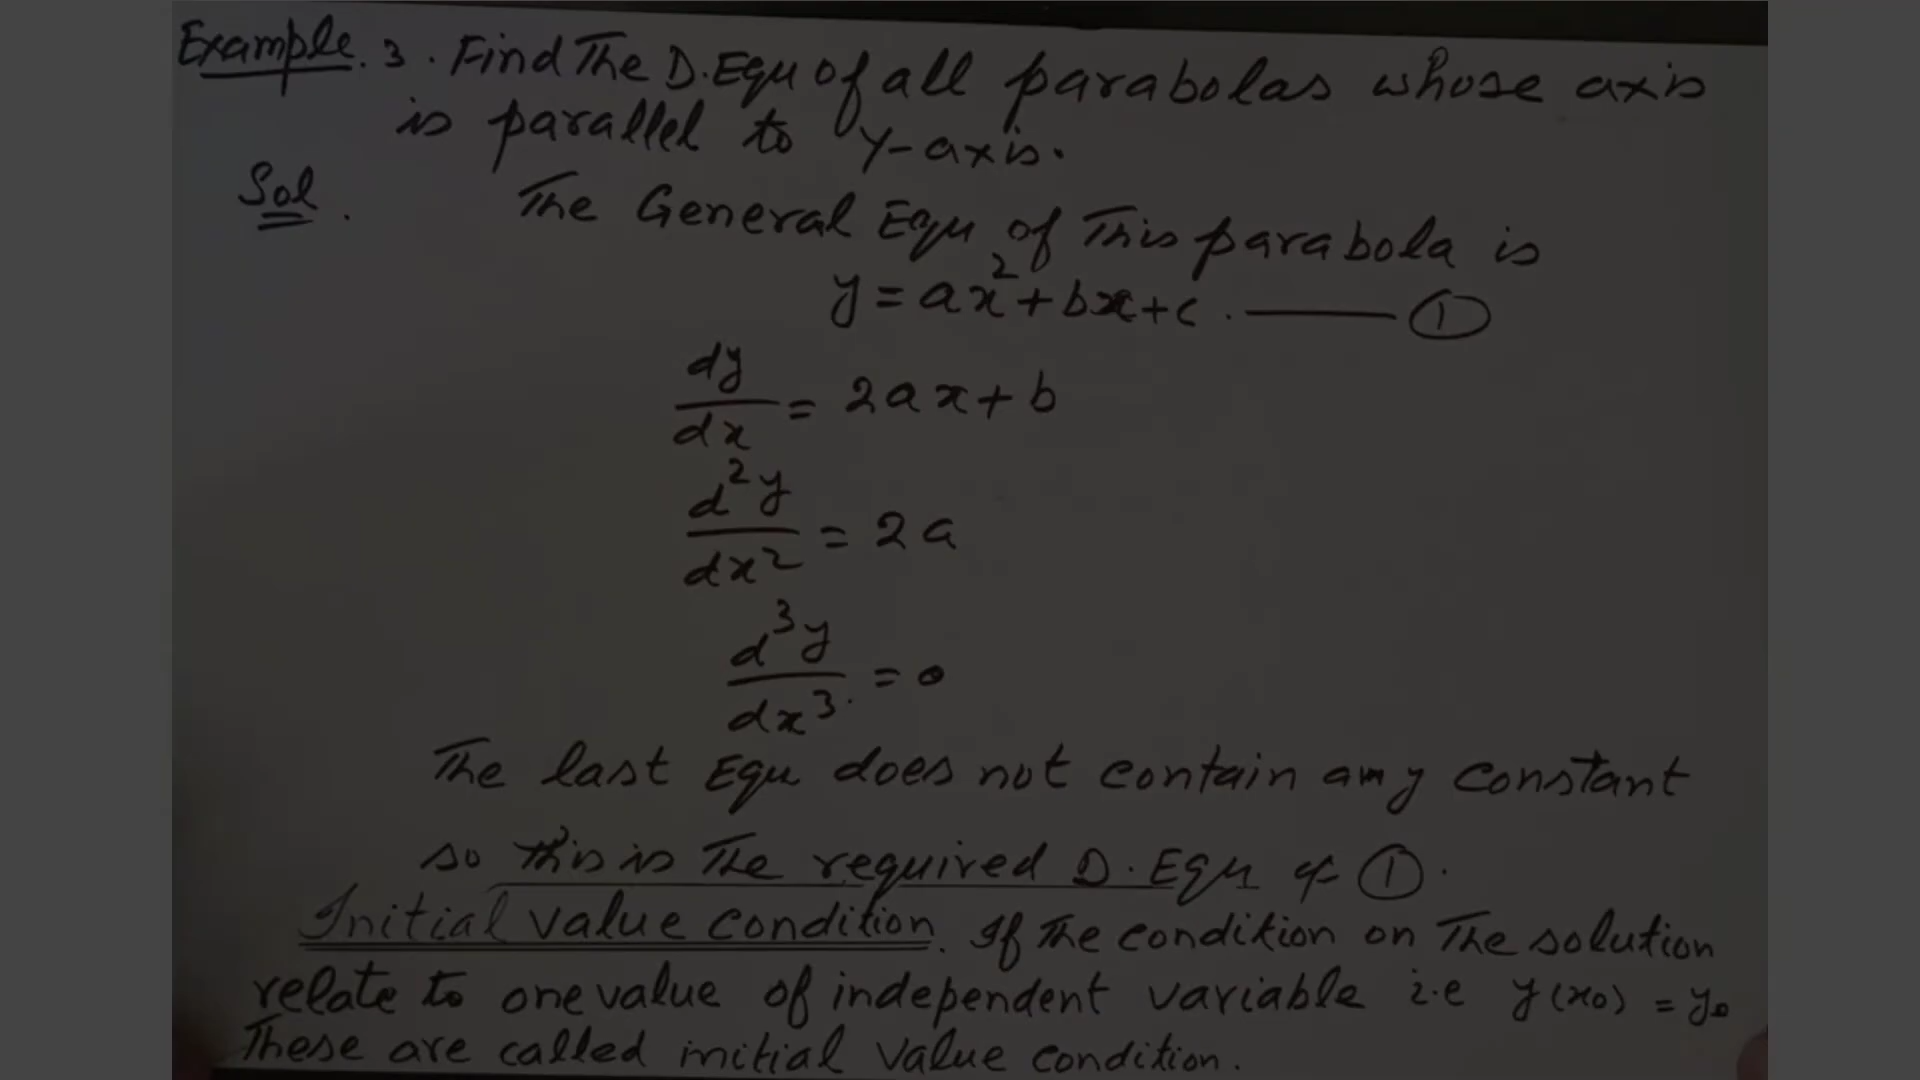 Example. 3. Find The D.Equ of all parabolas whose axis
is parallel to y-axis.
Sol. The General Equ of This parabola is
y = ax² + bx + c. ——— ①
dy/dx = 2ax + b
d²y/dx² = 2a
d³y/dx³ = 0
The last Equ does not contain any constant
so this is The required D.Equ of ①.
Initial value condition. If The condition on The solution
relate to one value of independent variable i.e y(x₀) = y₀
These are called initial value condition.